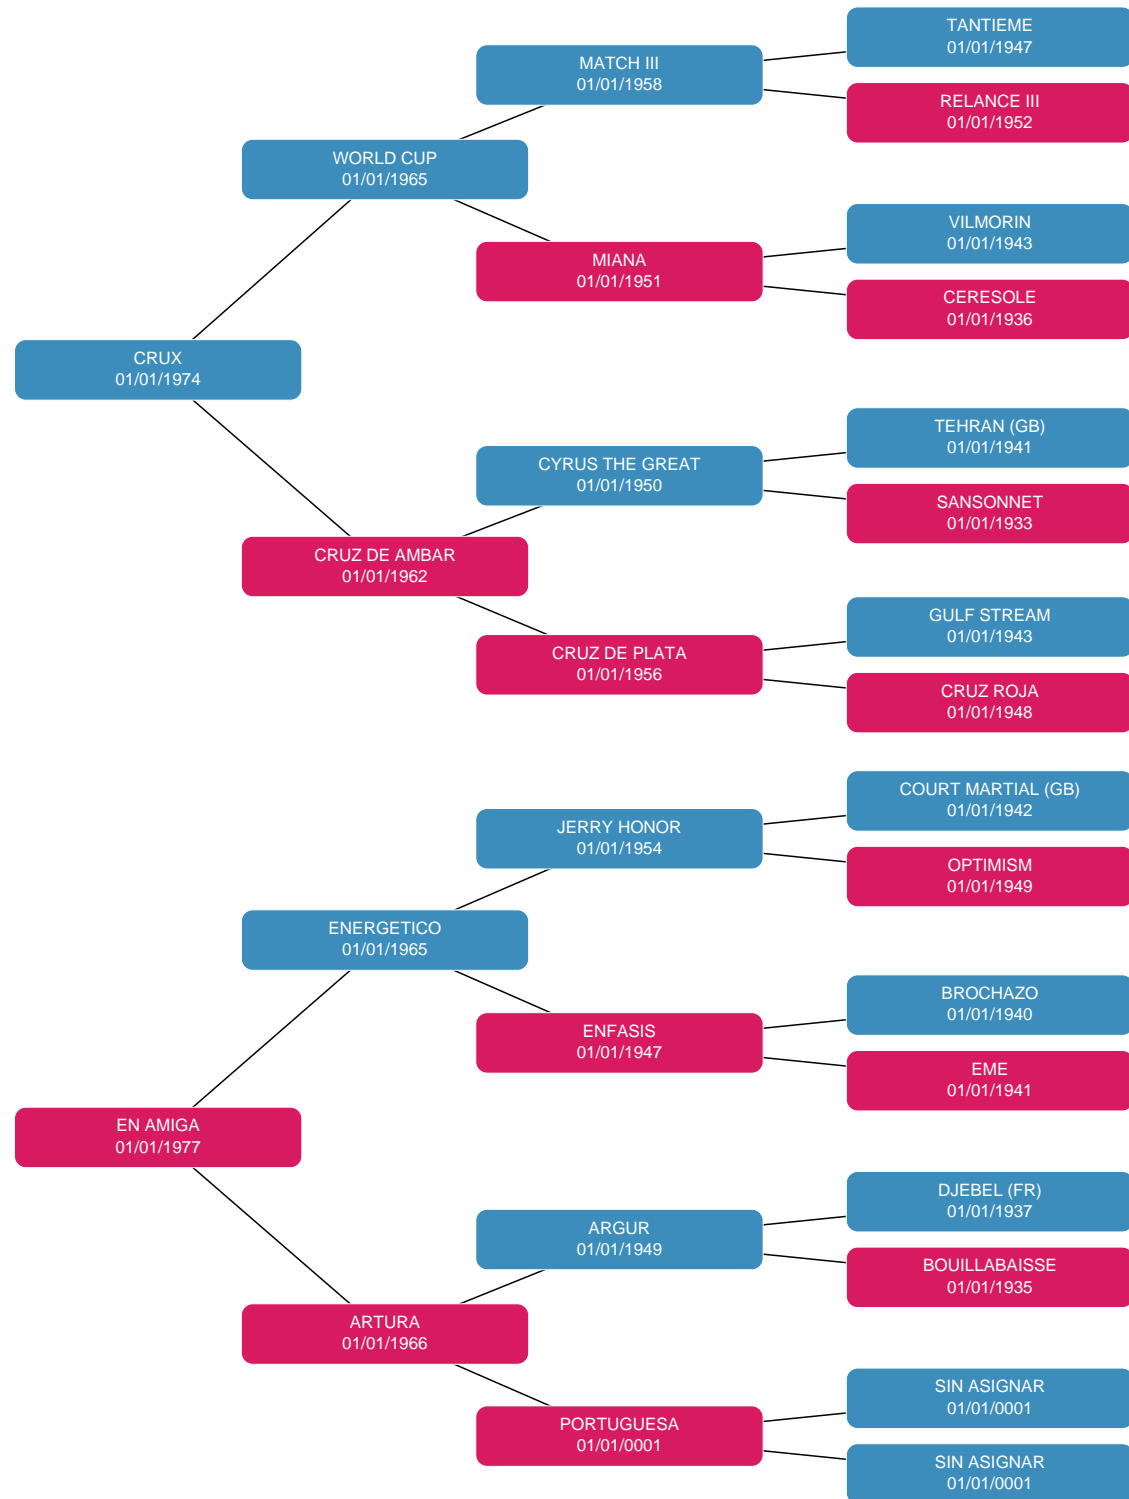 TANTIEME
01/01/1947
MATCH III
01/01/1958
RELANCE III
01/01/1952
WORLD CUP
01/01/1965
VILMORIN
01/01/1943
MIANA
01/01/1951
CERESOLE
01/01/1936
CRUX
01/01/1974
TEHRAN (GB)
01/01/1941
CYRUS THE GREAT
01/01/1950
SANSONNET
01/01/1933
CRUZ DE AMBAR
01/01/1962
GULF STREAM
01/01/1943
CRUZ DE PLATA
01/01/1956
CRUZ ROJA
01/01/1948
COURT MARTIAL (GB)
01/01/1942
JERRY HONOR
01/01/1954
OPTIMISM
01/01/1949
ENERGETICO
01/01/1965
BROCHAZO
01/01/1940
ENFASIS
01/01/1947
EME
01/01/1941
EN AMIGA
01/01/1977
DJEBEL (FR)
01/01/1937
ARGUR
01/01/1949
BOUILLABAISSE
01/01/1935
ARTURA
01/01/1966
SIN ASIGNAR
01/01/0001
PORTUGUESA
01/01/0001
SIN ASIGNAR
01/01/0001